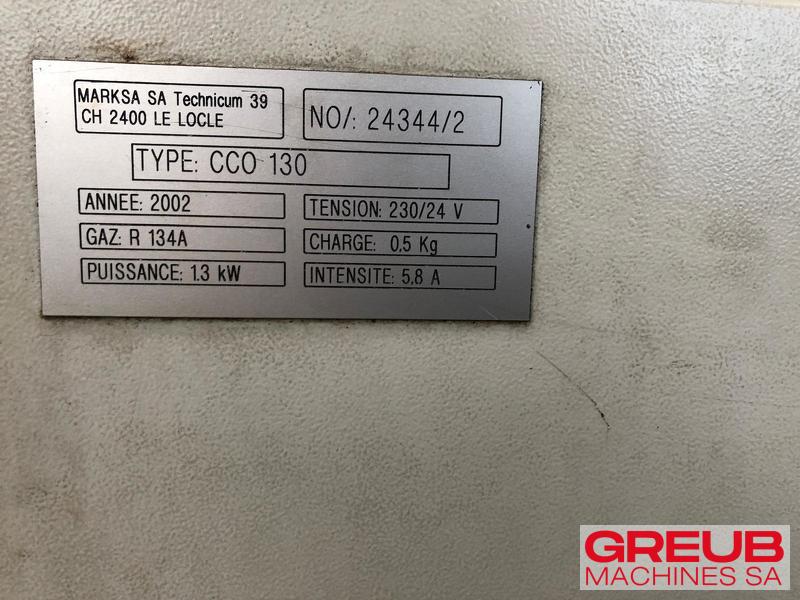 MARKSA SA Technicum 39
CH 2400 LE LOCLE
NO/: 24344/2
TYPE: CCO 130
ANNEE: 2002
TENSION: 230/24 V
GAZ: R 134A
CHARGE: 0.5 Kg
PUISSANCE: 1.3 kW
INTENSITE: 5.8 A
GREUB
MACHINES SA